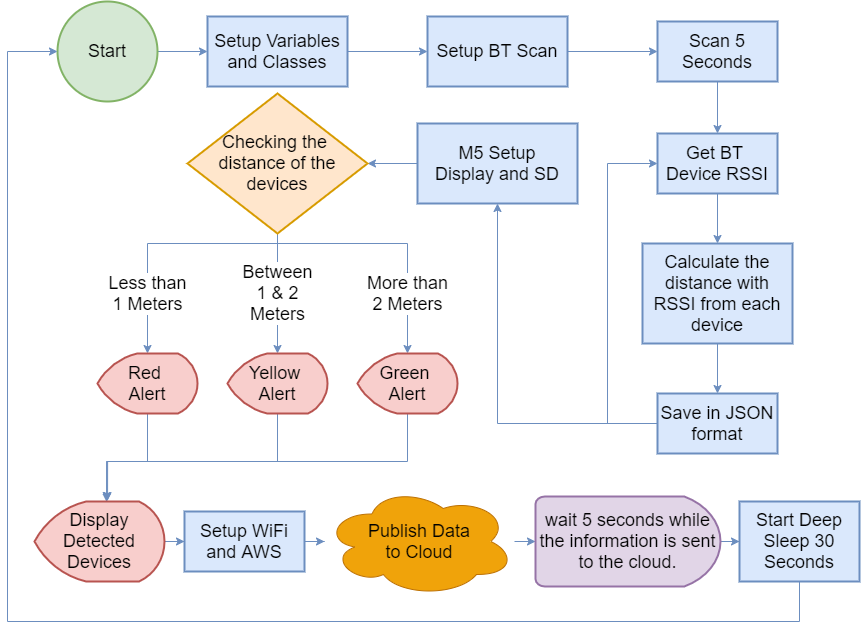 Start
Setup Variables
and Classes
Setup BT Scan
Scan 5
Seconds
Checking the
distance of the
devices
M5 Setup
Display and SD
Get BT
Device RSSI
Calculate the
distance with
RSSI from each
device
Less than
1 Meters
Between
1 & 2
Meters
More than
2 Meters
Red
Alert
Yellow
Alert
Green
Alert
Save in JSON
format
Display
Detected
Devices
Setup WiFi
and AWS
Publish Data
to Cloud
wait 5 seconds while
the information is sent
to the cloud.
Start Deep
Sleep 30
Seconds